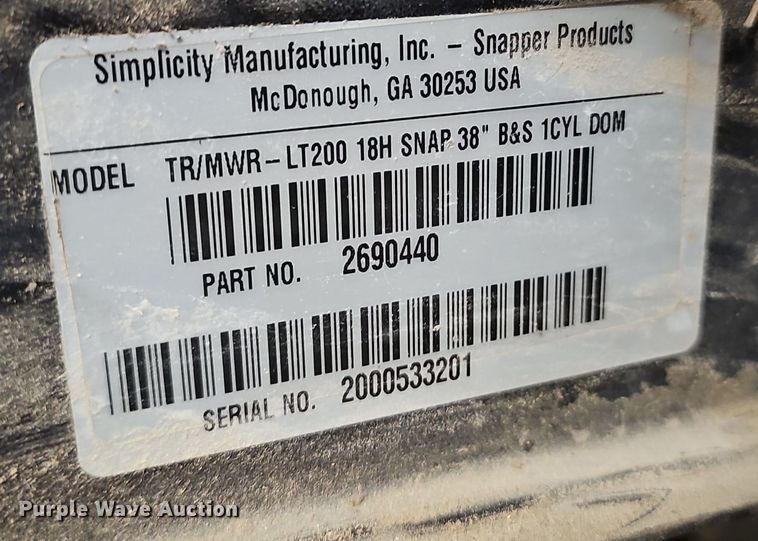 Simplicity Manufacturing, Inc. – Snapper Products
McDonough, GA 30253 USA
MODEL TR/MWR–LT200 18H SNAP 38" B&S 1CYL DOM
PART NO. 2690440
SERIAL NO. 2000533201
Purple Wave Auction